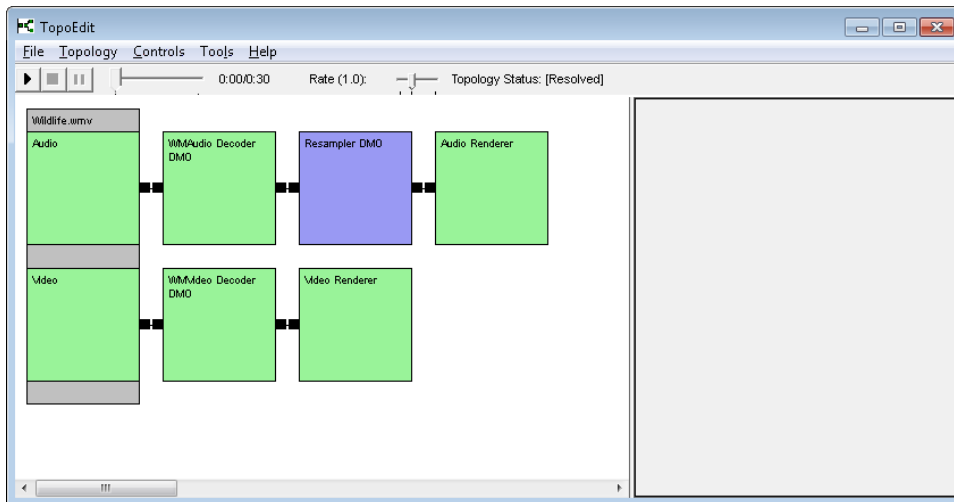 TopoEdit
File Topology Controls Tools Help
0:00/0:30 Rate (1.0): Topology Status: [Resolved]
Wildlife.wmv
Audio WMAudio Decoder Resampler DMO Audio Renderer
DMO
Video WMVideo Decoder Video Renderer
DMO